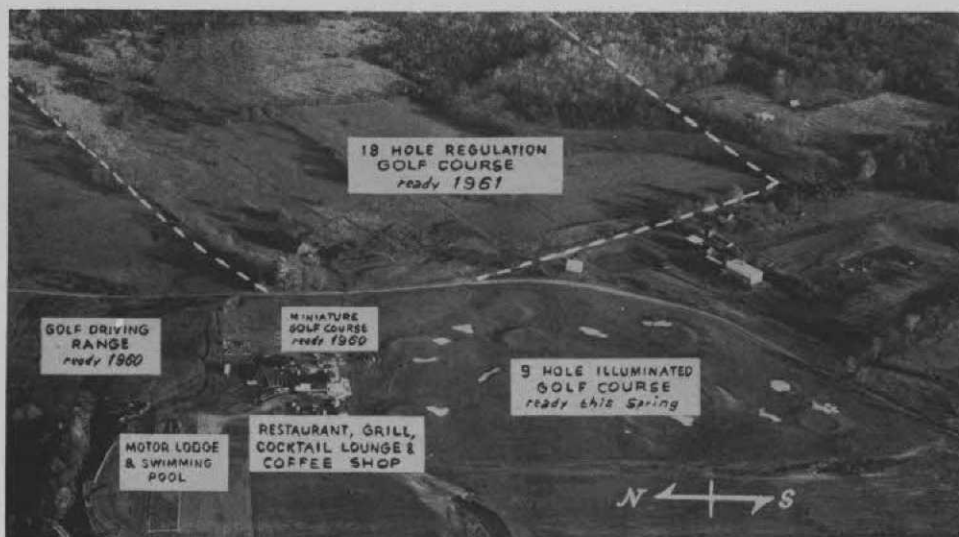 18 HOLE REGULATION
GOLF COURSE
ready 1961
GOLF DRIVING
RANGE
ready 1960
MINIATURE
GOLF COURSE
ready 1960
9 HOLE ILLUMINATED
GOLF COURSE
ready this Spring
MOTOR LODGE
& SWIMMING
POOL
RESTAURANT, GRILL,
COCKTAIL LOUNGE &
COFFEE SHOP
N S